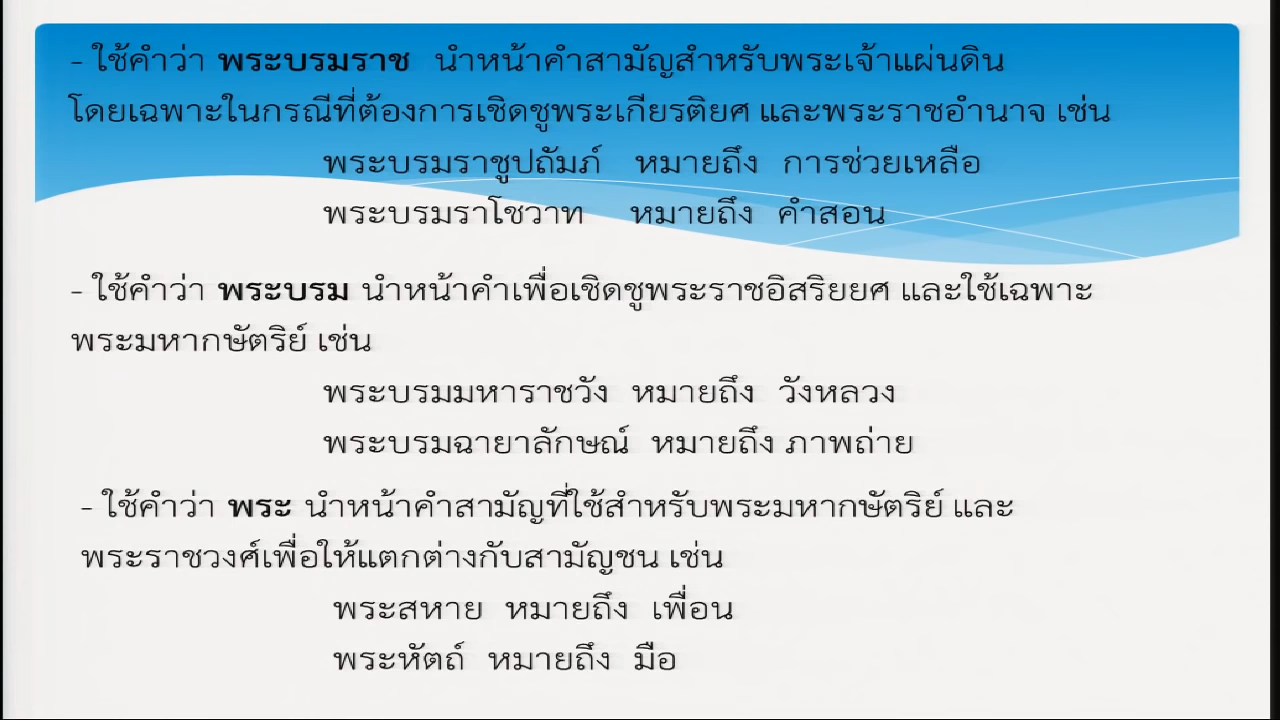 - ใช้คำว่า พระบรมราช นำหน้าคำสามัญสำหรับพระเจ้าแผ่นดิน
โดยเฉพาะในกรณีที่ต้องการเชิดชูพระเกียรติยศ และพระราชอำนาจ เช่น
พระบรมราชูปถัมภ์ หมายถึง การช่วยเหลือ
พระบรมราโชวาท หมายถึง คำสอน
- ใช้คำว่า พระบรม นำหน้าคำเพื่อเชิดชูพระราชอิสริยยศ และใช้เฉพาะ
พระมหากษัตริย์ เช่น
พระบรมมหาราชวัง หมายถึง วังหลวง
พระบรมฉายาลักษณ์ หมายถึง ภาพถ่าย
- ใช้คำว่า พระ นำหน้าคำสามัญที่ใช้สำหรับพระมหากษัตริย์ และ
พระราชวงศ์เพื่อให้แตกต่างกับสามัญชน เช่น
พระสหาย หมายถึง เพื่อน
พระหัตถ์ หมายถึง มือ